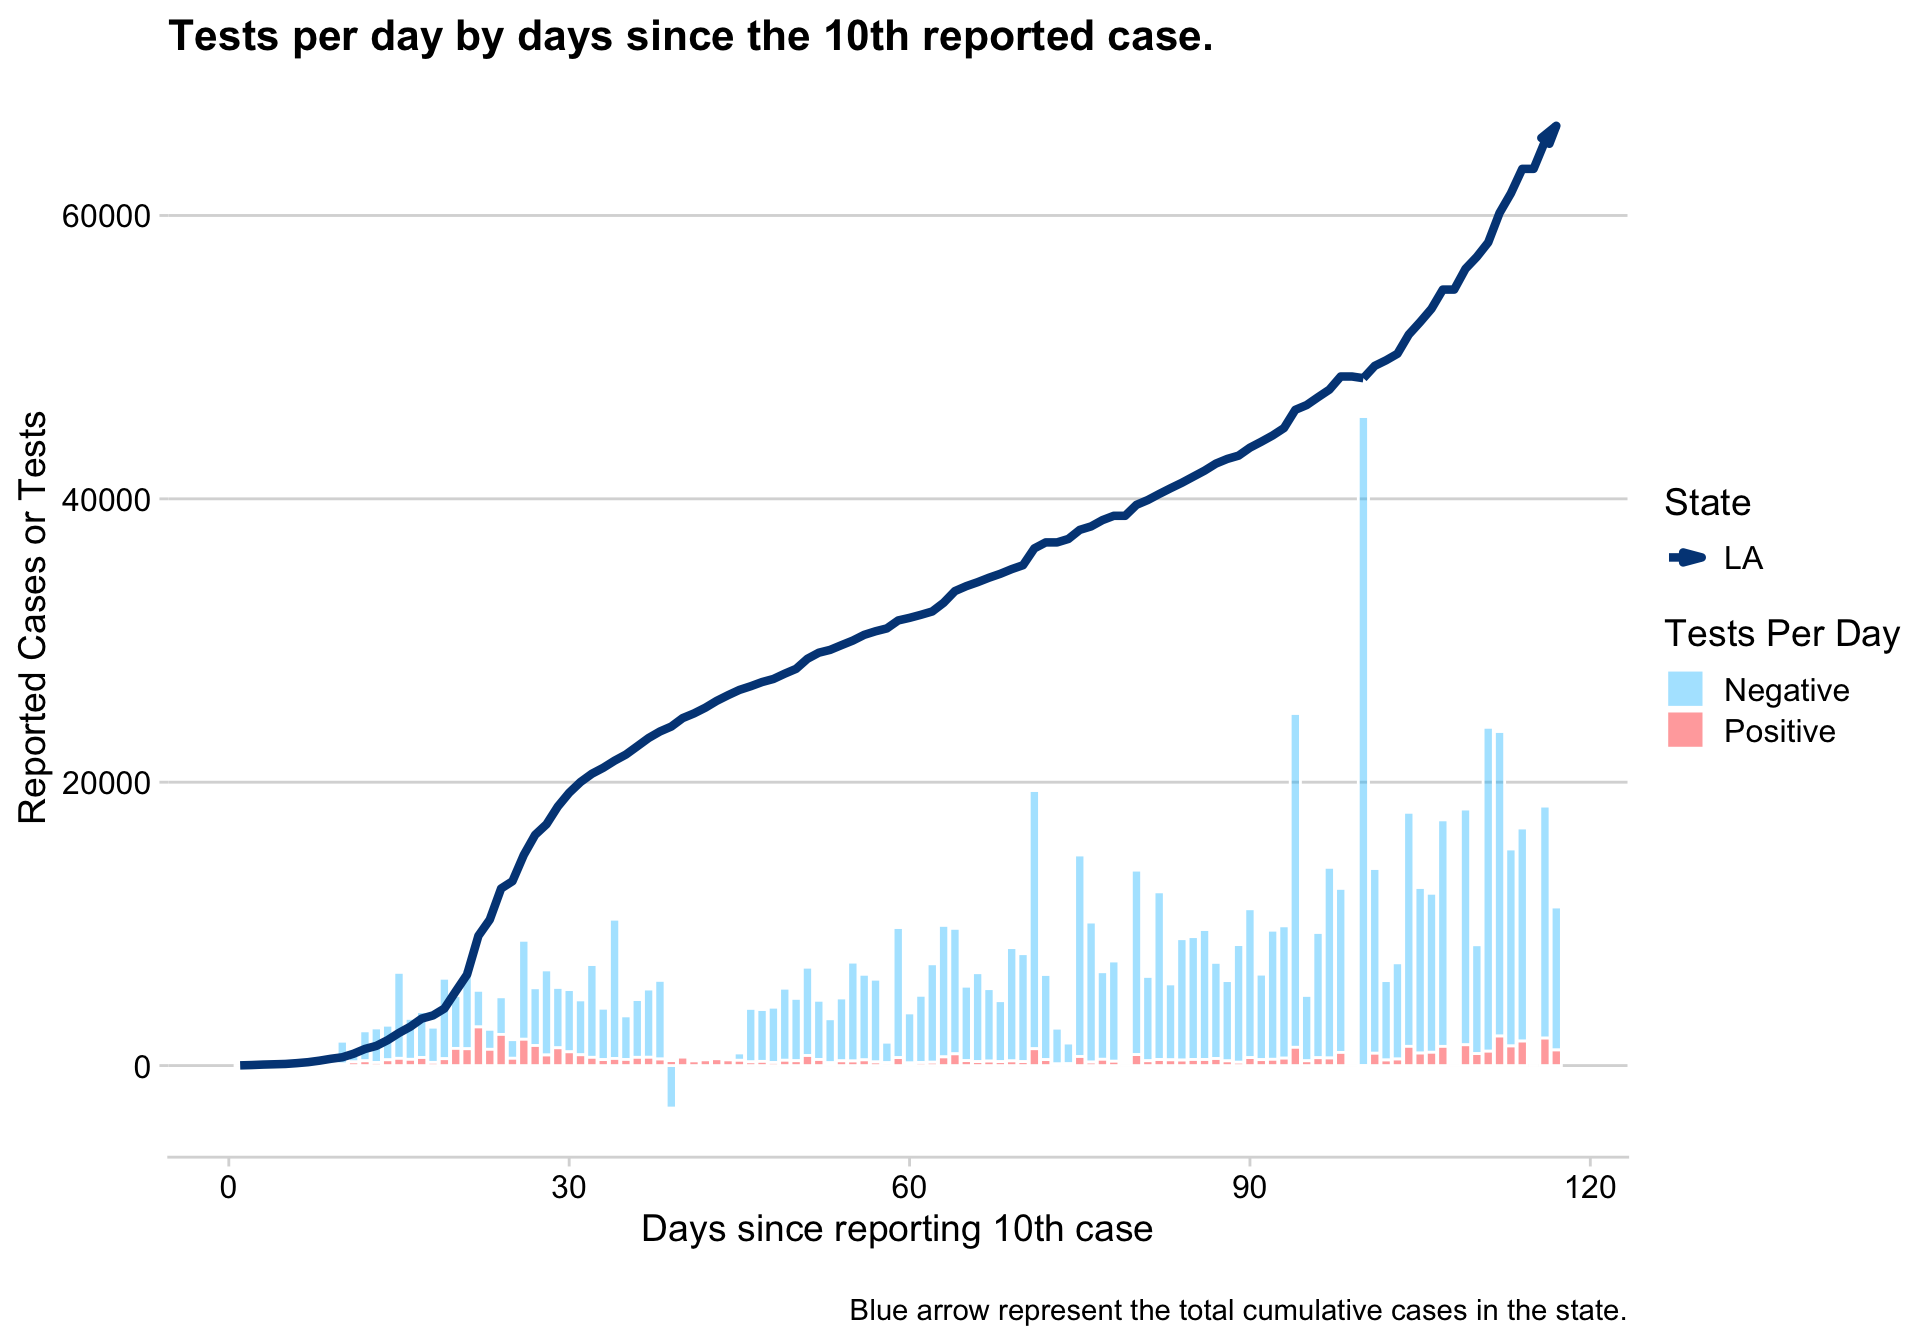 Tests per day by days since the 10th reported case.
60000
40000
20000
0
Reported Cases or Tests
0
30
60
90
120
Days since reporting 10th case
State
LA
Tests Per Day
Negative
Positive
Blue arrow represent the total cumulative cases in the state.